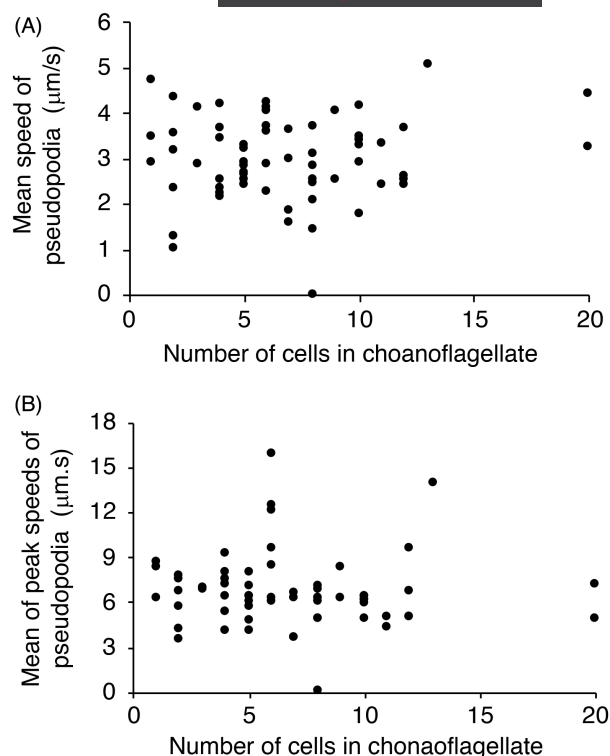 (A)
6
5
4
3
2
1
0
Mean speed of
pseudopodia (μm/s)
0 5 10 15 20
Number of cells in choanoflagellate
(B)
18
15
12
9
6
3
0
Mean of peak speeds of
pseudopodia (μm.s)
0 5 10 15 20
Number of cells in chonaoflagellate